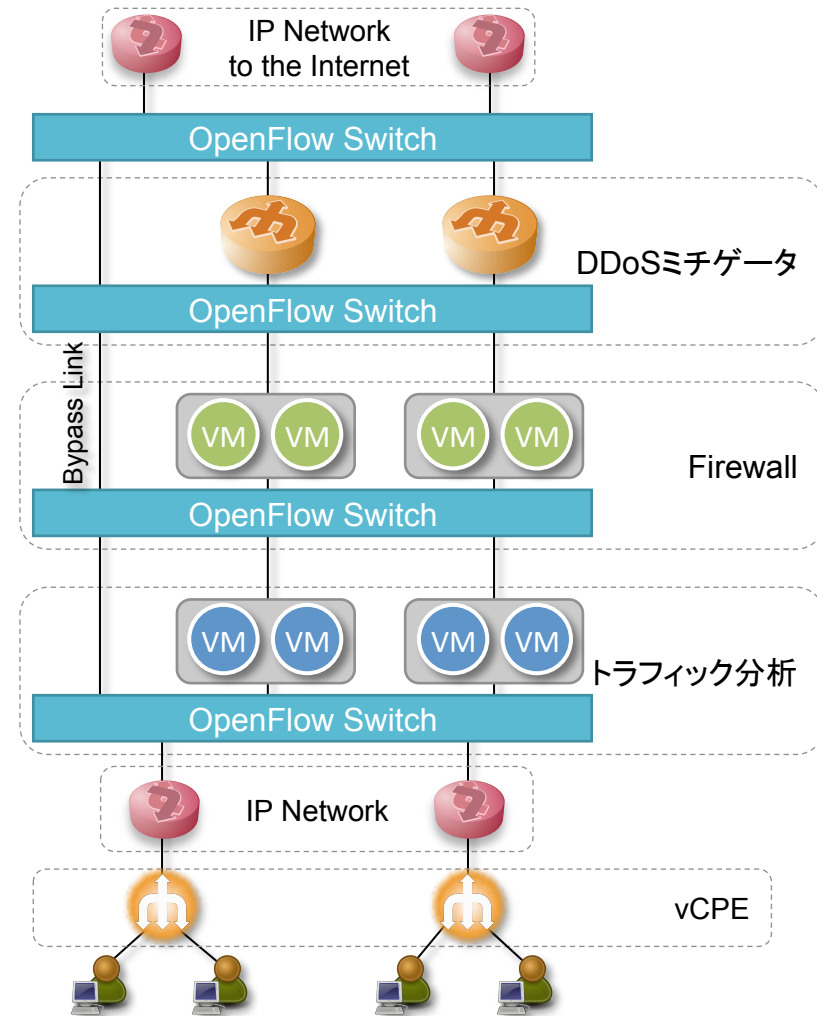 IP Network
to the Internet
OpenFlow Switch
DDoSミチゲータ
OpenFlow Switch
Bypass Link
VM VM VM VM
Firewall
OpenFlow Switch
VM VM VM VM
トラフィック分析
OpenFlow Switch
IP Network
vCPE